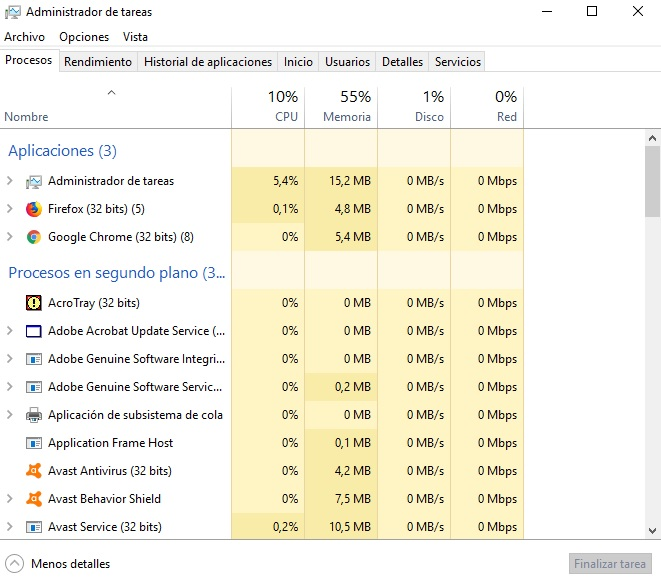 Administrador de tareas
Archivo Opciones Vista
Procesos Rendimiento Historial de aplicaciones Inicio Usuarios Detalles Servicios
10% 55% 1% 0%
Nombre CPU Memoria Disco Red
Aplicaciones (3)
Administrador de tareas 5,4% 15,2 MB 0 MB/s 0 Mbps
Firefox (32 bits) (5) 0,1% 4,8 MB 0 MB/s 0 Mbps
Google Chrome (32 bits) (8) 0% 5,4 MB 0 MB/s 0 Mbps
Procesos en segundo plano (3...
AcroTray (32 bits) 0% 0 MB 0 MB/s 0 Mbps
Adobe Acrobat Update Service (... 0% 0 MB 0 MB/s 0 Mbps
Adobe Genuine Software Integri... 0% 0 MB 0 MB/s 0 Mbps
Adobe Genuine Software Servic... 0% 0,2 MB 0 MB/s 0 Mbps
Aplicación de subsistema de cola 0% 0 MB 0 MB/s 0 Mbps
Application Frame Host 0% 0,1 MB 0 MB/s 0 Mbps
Avast Antivirus (32 bits) 0% 4,2 MB 0 MB/s 0 Mbps
Avast Behavior Shield 0% 7,5 MB 0 MB/s 0 Mbps
Avast Service (32 bits) 0,2% 10,5 MB 0 MB/s 0 Mbps
Menos detalles Finalizar tarea